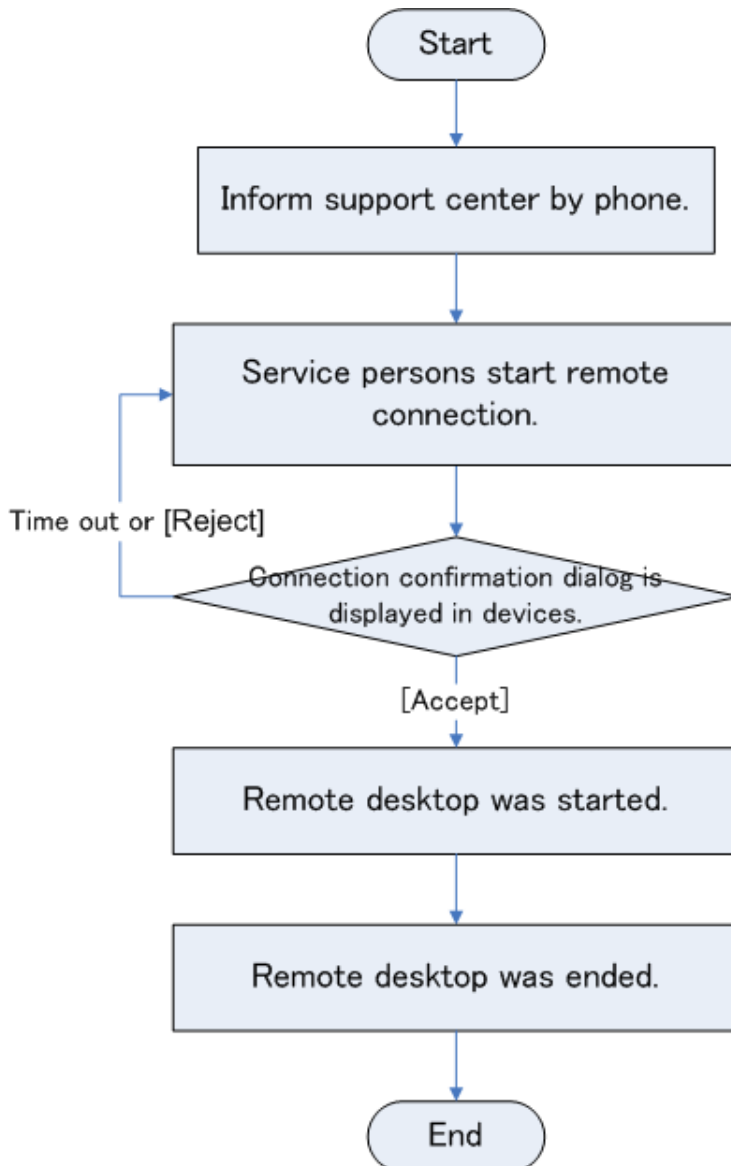 Start
Inform support center by phone.
Service persons start remote
connection.
Time out or [Reject]
Connection confirmation dialog is
displayed in devices.
[Accept]
Remote desktop was started.
Remote desktop was ended.
End